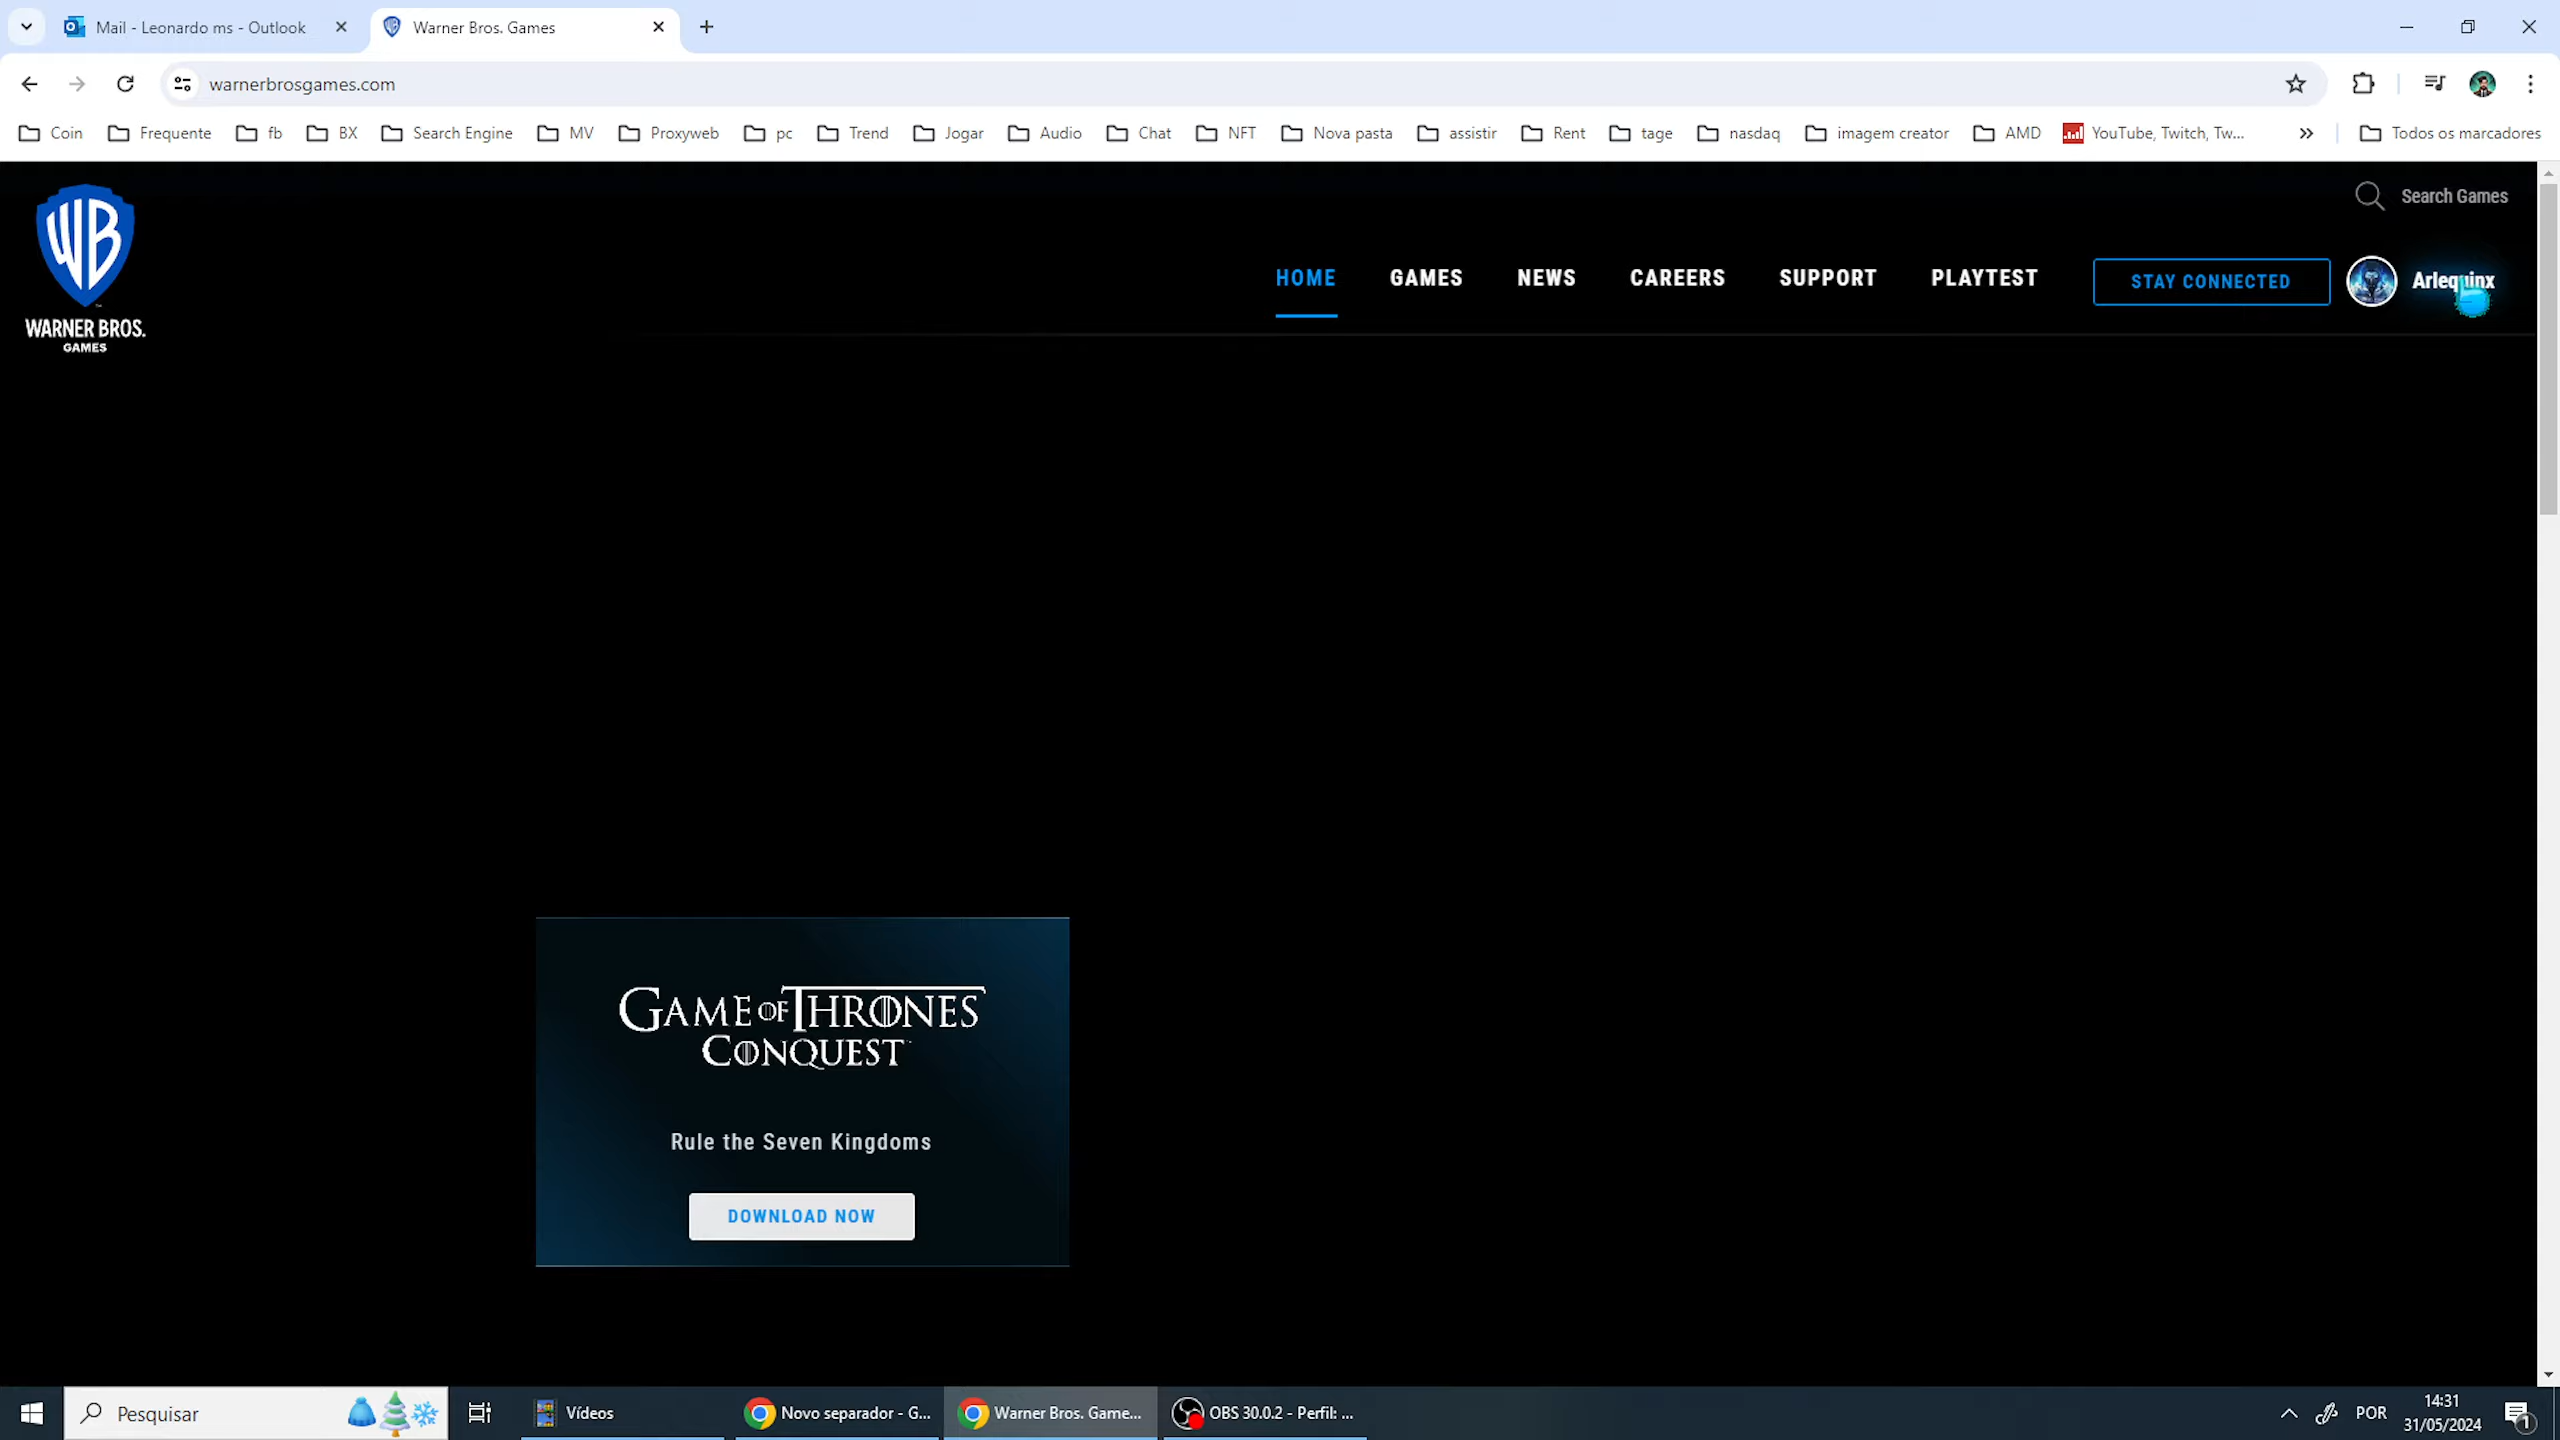 Mail - Leonardo ms - Outlook
Warner Bros. Games
warnerbrosgames.com
Coin Frequente fb BX Search Engine MV Proxyweb pc Trend Jogar Audio Chat NFT Nova pasta assistir Rent tage nasdaq imagem creator AMD YouTube, Twitch, Tw... » Todos os marcadores
WB
WARNER BROS.
GAMES
Search Games
HOME GAMES NEWS CAREERS SUPPORT PLAYTEST STAY CONNECTED Arlequinx
GAME OF THRONES
CONQUEST
Rule the Seven Kingdoms
DOWNLOAD NOW
Pesquisar
Vídeos
Novo separador - G...
Warner Bros. Game...
OBS 30.0.2 - Perfil: ...
POR
14:31
31/05/2024
1